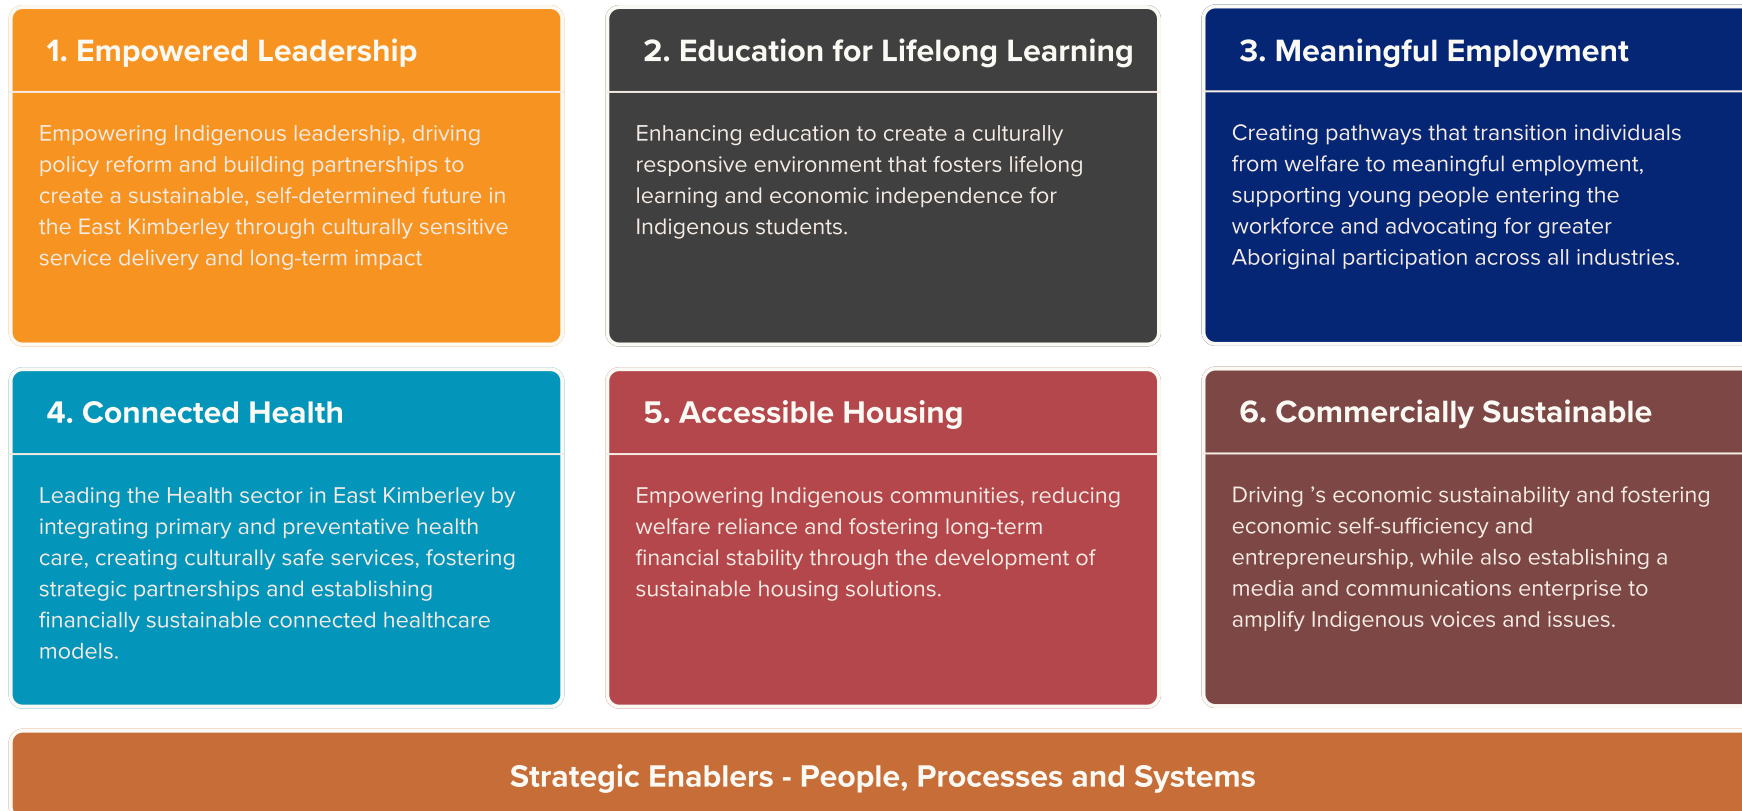 1. Empowered Leadership
Empowering Indigenous leadership, driving
policy reform and building partnerships to
create a sustainable, self-determined future in
the East Kimberley through culturally sensitive
service delivery and long-term impact
2. Education for Lifelong Learning
Enhancing education to create a culturally
responsive environment that fosters lifelong
learning and economic independence for
Indigenous students.
3. Meaningful Employment
Creating pathways that transition individuals
from welfare to meaningful employment,
supporting young people entering the
workforce and advocating for greater
Aboriginal participation across all industries.
4. Connected Health
Leading the Health sector in East Kimberley by
integrating primary and preventative health
care, creating culturally safe services, fostering
strategic partnerships and establishing
financially sustainable connected healthcare
models.
5. Accessible Housing
Empowering Indigenous communities, reducing
welfare reliance and fostering long-term
financial stability through the development of
sustainable housing solutions.
6. Commercially Sustainable
Driving ’s economic sustainability and fostering
economic self-sufficiency and
entrepreneurship, while also establishing a
media and communications enterprise to
amplify Indigenous voices and issues.
Strategic Enablers - People, Processes and Systems